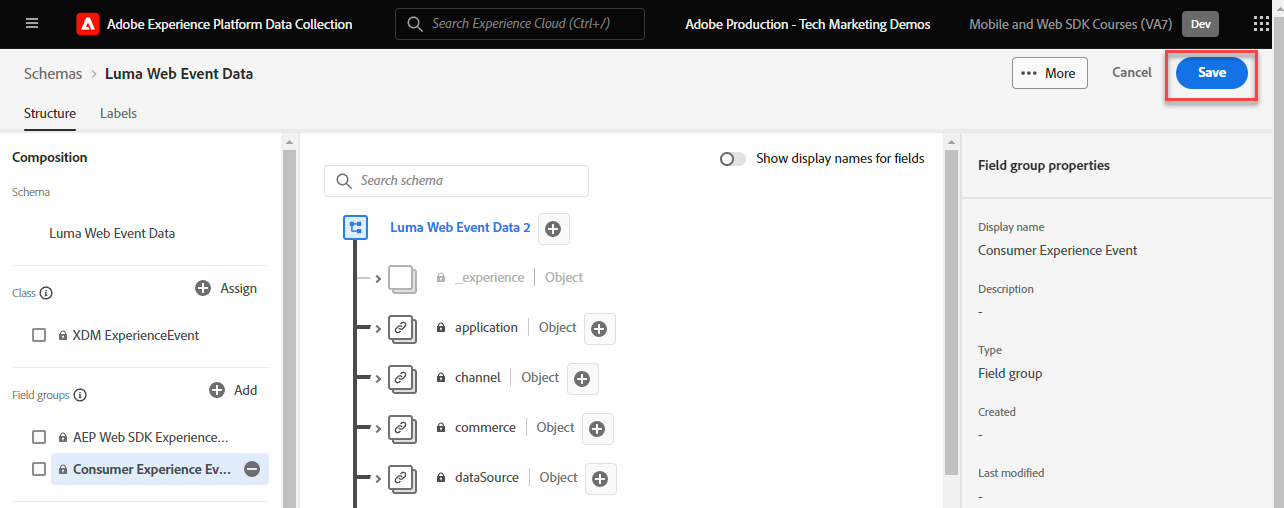 Adobe Experience Platform Data Collection
Search Experience Cloud (Ctrl+/)
Adobe Production - Tech Marketing Demos
Mobile and Web SDK Courses (VA7)
Dev
Schemas > Luma Web Event Data
••• More
Cancel
Save
Structure
Labels
Composition
Schema
Luma Web Event Data
Class
Assign
XDM ExperienceEvent
Field groups
Add
AEP Web SDK Experience...
Consumer Experience Ev...
Show display names for fields
Search schema
Luma Web Event Data 2
_experience | Object
application | Object
channel | Object
commerce | Object
dataSource | Object
Field group properties
Display name
Consumer Experience Event
Description
-
Type
Field group
Created
-
Last modified
-